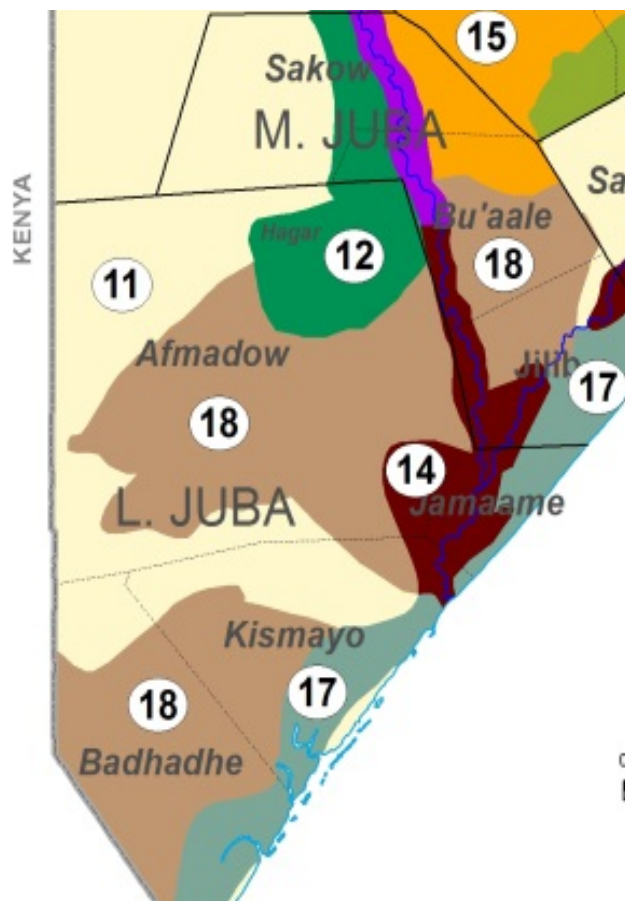 15
Sakow
M. JUBA
Sa
KENYA
Bu'aale
Hagar
12
18
11
Afmadow
Jilib
17
18
14
L. JUBA
Jamaame
Kismayo
17
18
Badhadhe